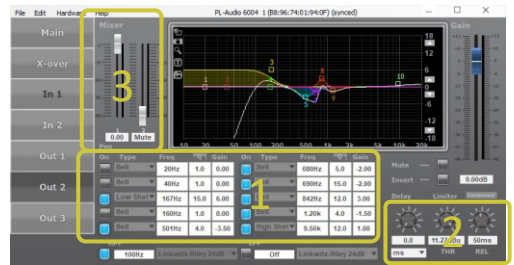 File Edit Hardware Help PL-Audio 6004 1 (B8:96:74:01:94:0F) (synced)
Main
X-over
In 1
In 2
Out 1
Out 2
Out 3
Mixer
3
1 2
0.00 Mute
18
12
6
0
-6
-12
-18
1 2 3 4 5 8 9 10
10 20 50 100 200 500 1k 2k 5k 10k
Gain
Peq
On Type Freq Gain On Type Freq Gain
Bell 20Hz 1.0 0.00 Bell 680Hz 5.0 -2.00
Bell 40Hz 1.0 0.00 Bell 690Hz 15.0 -2.00
Low Shel 167Hz 15.0 6.00 Bell 842Hz 12.0 3.00
Bell 160Hz 1.0 0.00 Bell 1.20k 4.0 -1.50
Bell 501Hz 4.0 -3.50 High Shel 9.50k 12.0 1.00
1
100Hz Linkwitz-Riley 24dB Off Linkwitz-Riley 24dB
Mute
Invert 0.00dB
Delay Limiter
2
0.0 50ms
ms THR REL